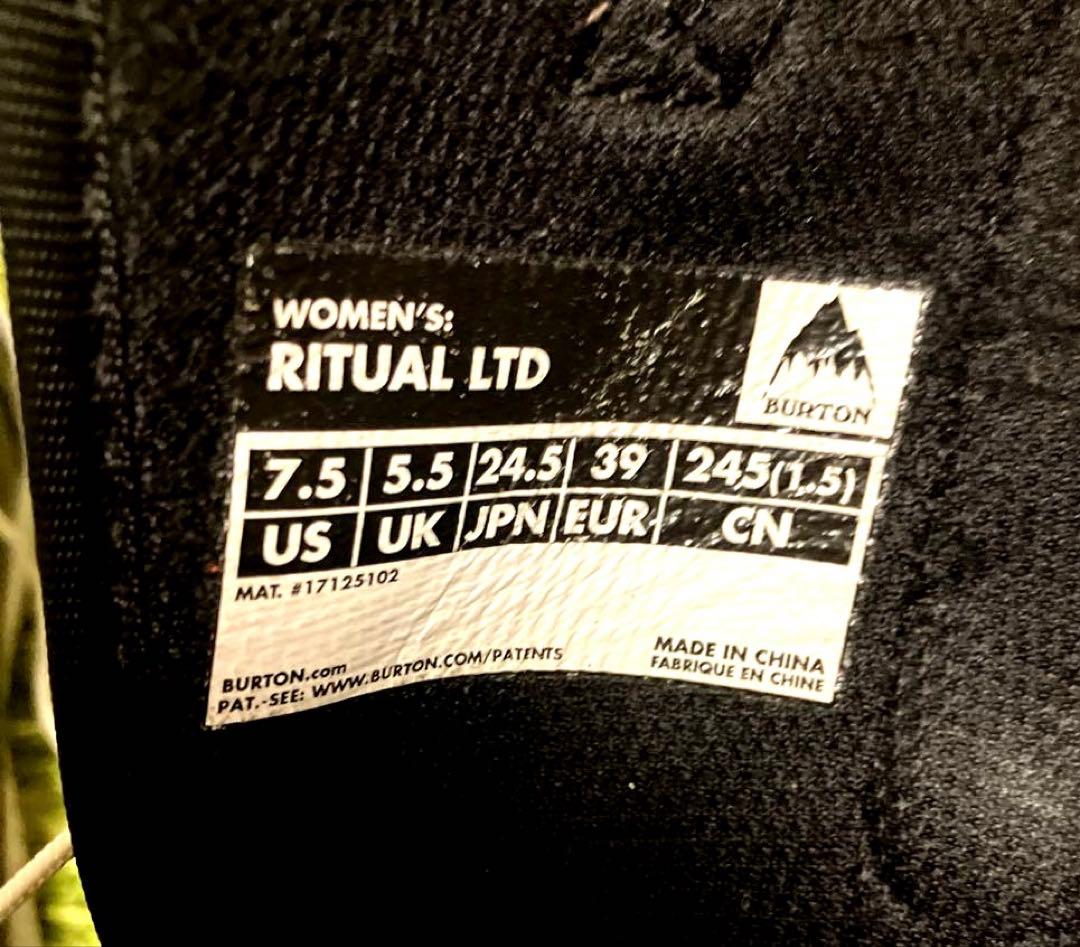 WOMEN'S:
RITUAL LTD
BURTON
7.5 5.5 24.5 39 245(1.5)
US UK JPN EUR CN
MAT. #17125102
BURTON.com
PAT.-SEE: WWW.BURTON.COM/PATENTS
MADE IN CHINA
FABRIQUE EN CHINE